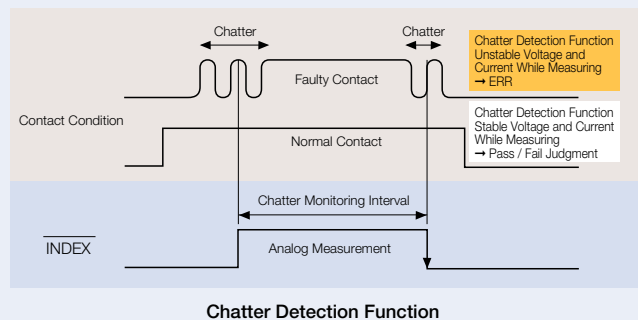 Chatter
Chatter
Faulty Contact
Chatter Detection Function
Unstable Voltage and
Current While Measuring
→ ERR
Contact Condition
Normal Contact
Chatter Detection Function
Stable Voltage and Current
While Measuring
→ Pass / Fail Judgment
Chatter Monitoring Interval
INDEX
Analog Measurement
Chatter Detection Function